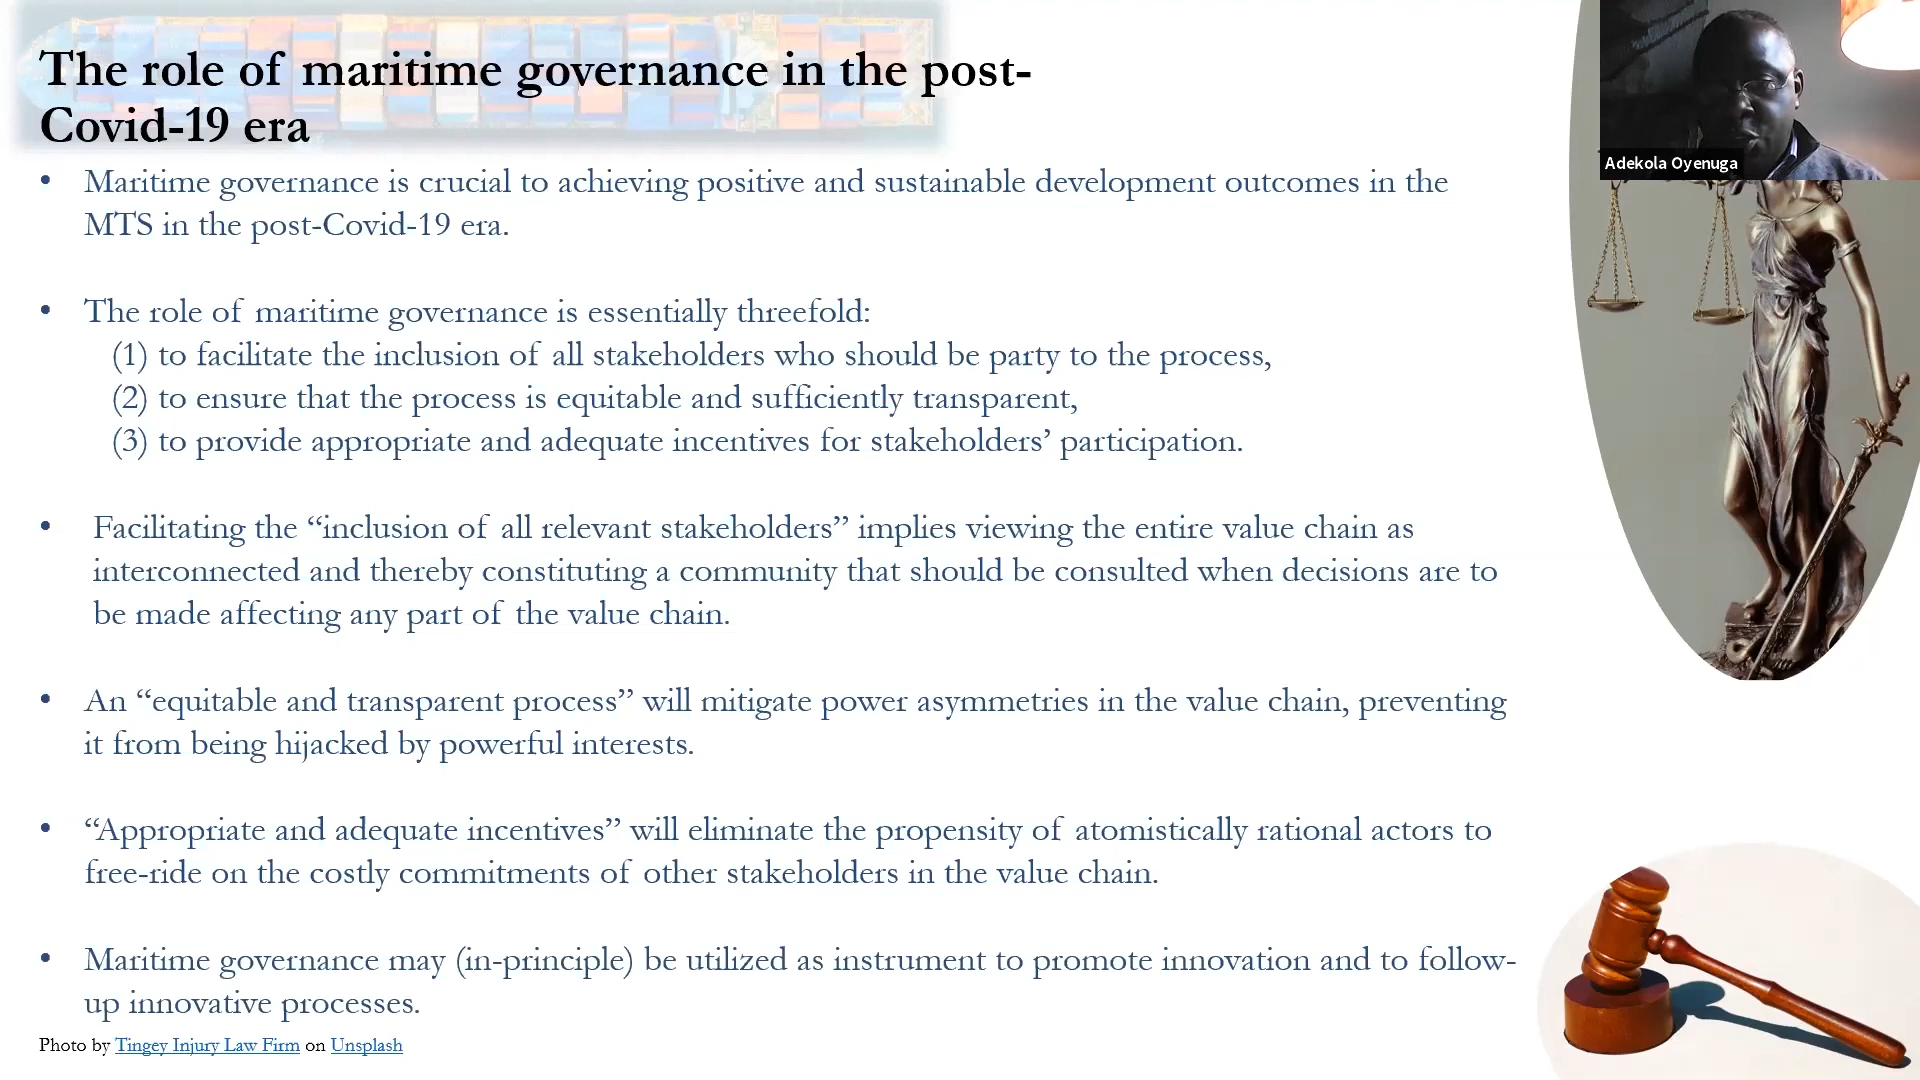 The role of maritime governance in the post-
Covid-19 era
Adekola Oyenuga
• Maritime governance is crucial to achieving positive and sustainable development outcomes in the
MTS in the post-Covid-19 era.
• The role of maritime governance is essentially threefold:
(1) to facilitate the inclusion of all stakeholders who should be party to the process,
(2) to ensure that the process is equitable and sufficiently transparent,
(3) to provide appropriate and adequate incentives for stakeholders’ participation.
• Facilitating the “inclusion of all relevant stakeholders” implies viewing the entire value chain as
interconnected and thereby constituting a community that should be consulted when decisions are to
be made affecting any part of the value chain.
• An “equitable and transparent process” will mitigate power asymmetries in the value chain, preventing
it from being hijacked by powerful interests.
• “Appropriate and adequate incentives” will eliminate the propensity of atomistically rational actors to
free-ride on the costly commitments of other stakeholders in the value chain.
• Maritime governance may (in-principle) be utilized as instrument to promote innovation and to follow-
up innovative processes.
Photo by Tingey Injury Law Firm on Unsplash